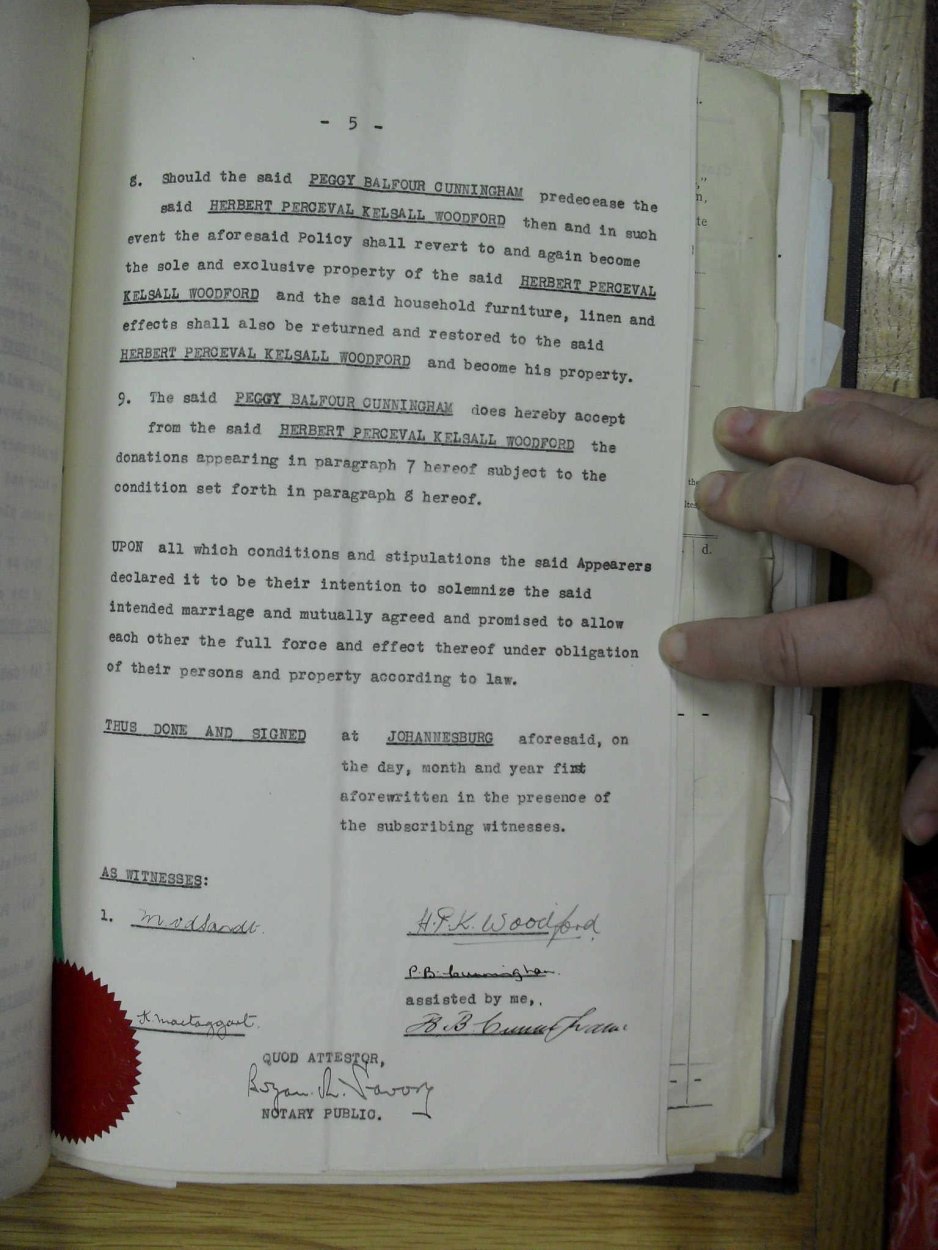 - 5 -
8. Should the said PEGGY BALFOUR CUNNINGHAM predecease the
said HERBERT PERCEVAL KELSALL WOODFORD then and in such
event the aforesaid Policy shall revert to and again become
the sole and exclusive property of the said HERBERT PERCEVAL
KELSALL WOODFORD and the said household furniture, linen and
effects shall also be returned and restored to the said
HERBERT PERCEVAL KELSALL WOODFORD and become his property.
9. The said PEGGY BALFOUR CUNNINGHAM does hereby accept
from the said HERBERT PERCEVAL KELSALL WOODFORD the
donations appearing in paragraph 7 hereof subject to the
condition set forth in paragraph 8 hereof.
UPON all which conditions and stipulations the said Appearers
declared it to be their intention to solemnize the said
intended marriage and mutually agreed and promised to allow
each other the full force and effect thereof under obligation
of their persons and property according to law.
THUS DONE AND SIGNED at JOHANNESBURG aforesaid, on
the day, month and year first
aforewritten in the presence of
the subscribing witnesses.
AS WITNESSES:
1.
H.P.K. Woodford
P.B. Cunningham.
assisted by me,.
K Mactaggart.
B B Cunningham
QUOD ATTESTOR,
NOTARY PUBLIC.
d.